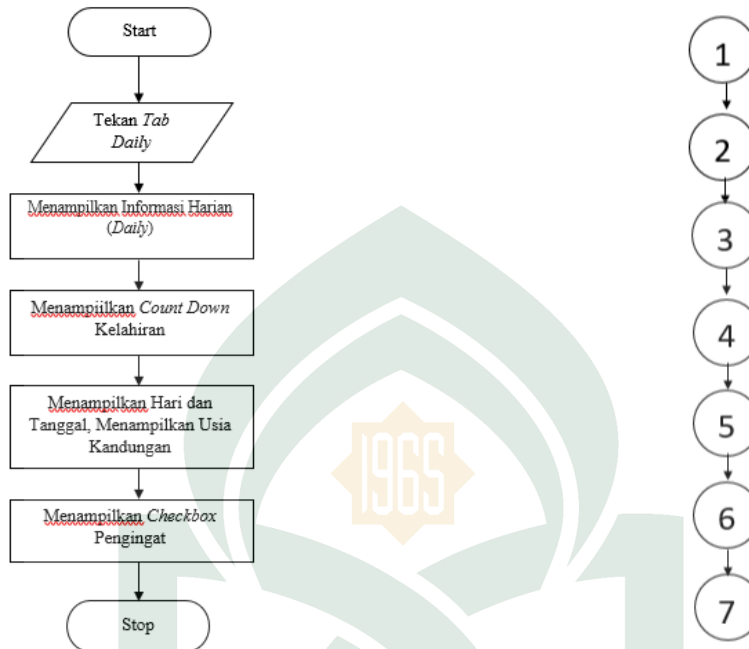 Start
Tekan Tab
Daily
Menampilkan Informasi Harian
(Daily)
Menampiilkan Count Down
Kelahiran
Menampilkan Hari dan
Tanggal, Menampilkan Usia
Kandungan
Menampilkan Checkbox
Pengingat
Stop
1
2
3
4
5
6
7
1965